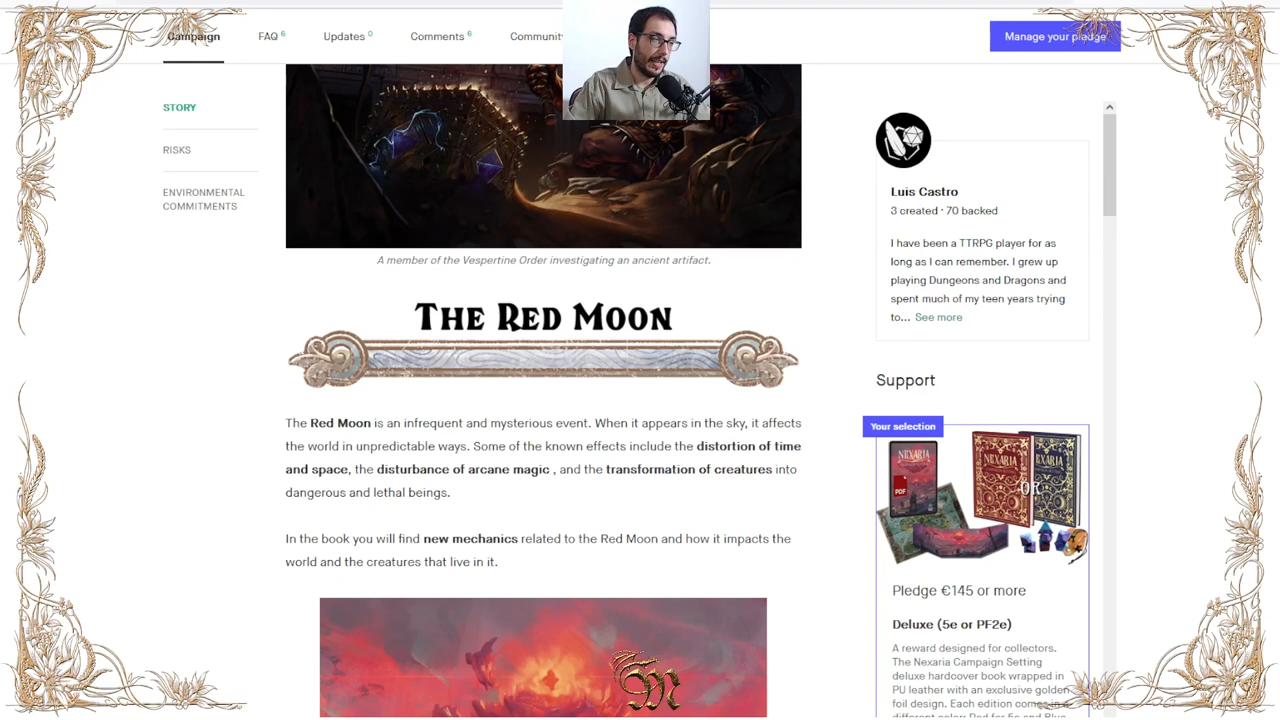 Campaign FAQ 6 Updates 0 Comments 6 Communit
Manage your pledge
STORY
RISKS
ENVIRONMENTAL
COMMITMENTS
A member of the Vespertine Order investigating an ancient artifact.
THE RED MOON
The Red Moon is an infrequent and mysterious event. When it appears in the sky, it affects
the world in unpredictable ways. Some of the known effects include the distortion of time
and space, the disturbance of arcane magic , and the transformation of creatures into
dangerous and lethal beings.
In the book you will find new mechanics related to the Red Moon and how it impacts the
world and the creatures that live in it.
Luis Castro
3 created · 70 backed
I have been a TTRPG player for as
long as I can remember. I grew up
playing Dungeons and Dragons and
spent much of my teen years trying
to... See more
Support
Your selection
NEXARIA
PDF
NEXARIA
NEXARIA
OR
Pledge €145 or more
Deluxe (5e or PF2e)
A reward designed for collectors.
The Nexaria Campaign Setting
deluxe hardcover book wrapped in
PU leather with an exclusive golden
foil design. Each edition comes in a
different color: Red for 5e and Blue